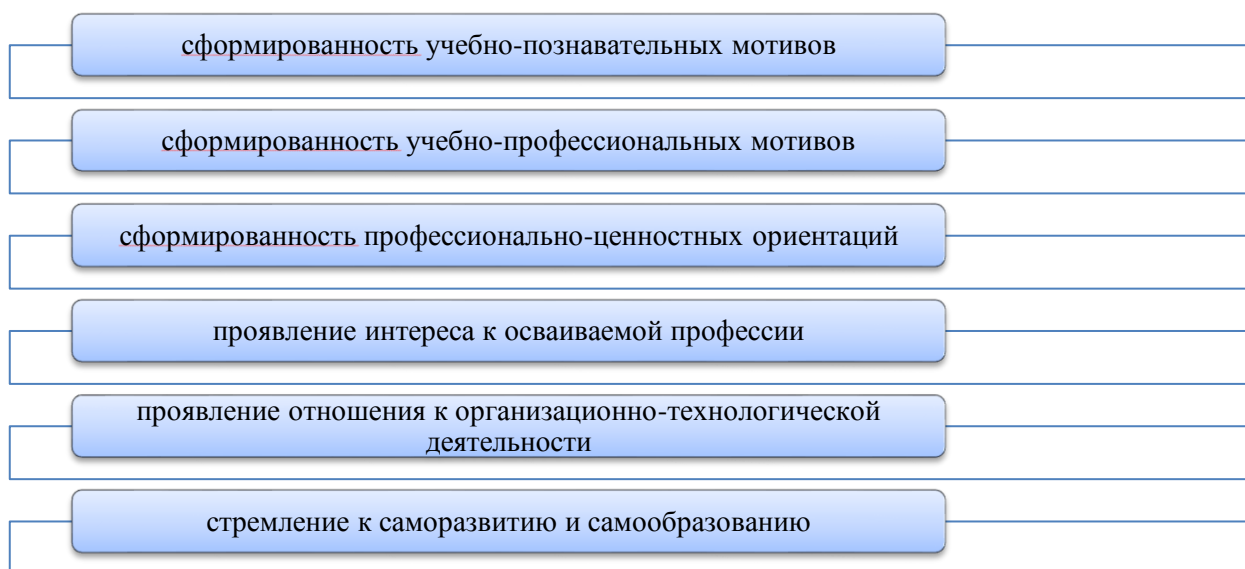 сформированность учебно-познавательных мотивов
сформированность учебно-профессиональных мотивов
сформированность профессионально-ценностных ориентаций
проявление интереса к осваиваемой профессии
проявление отношения к организационно-технологической
деятельности
стремление к саморазвитию и самообразованию